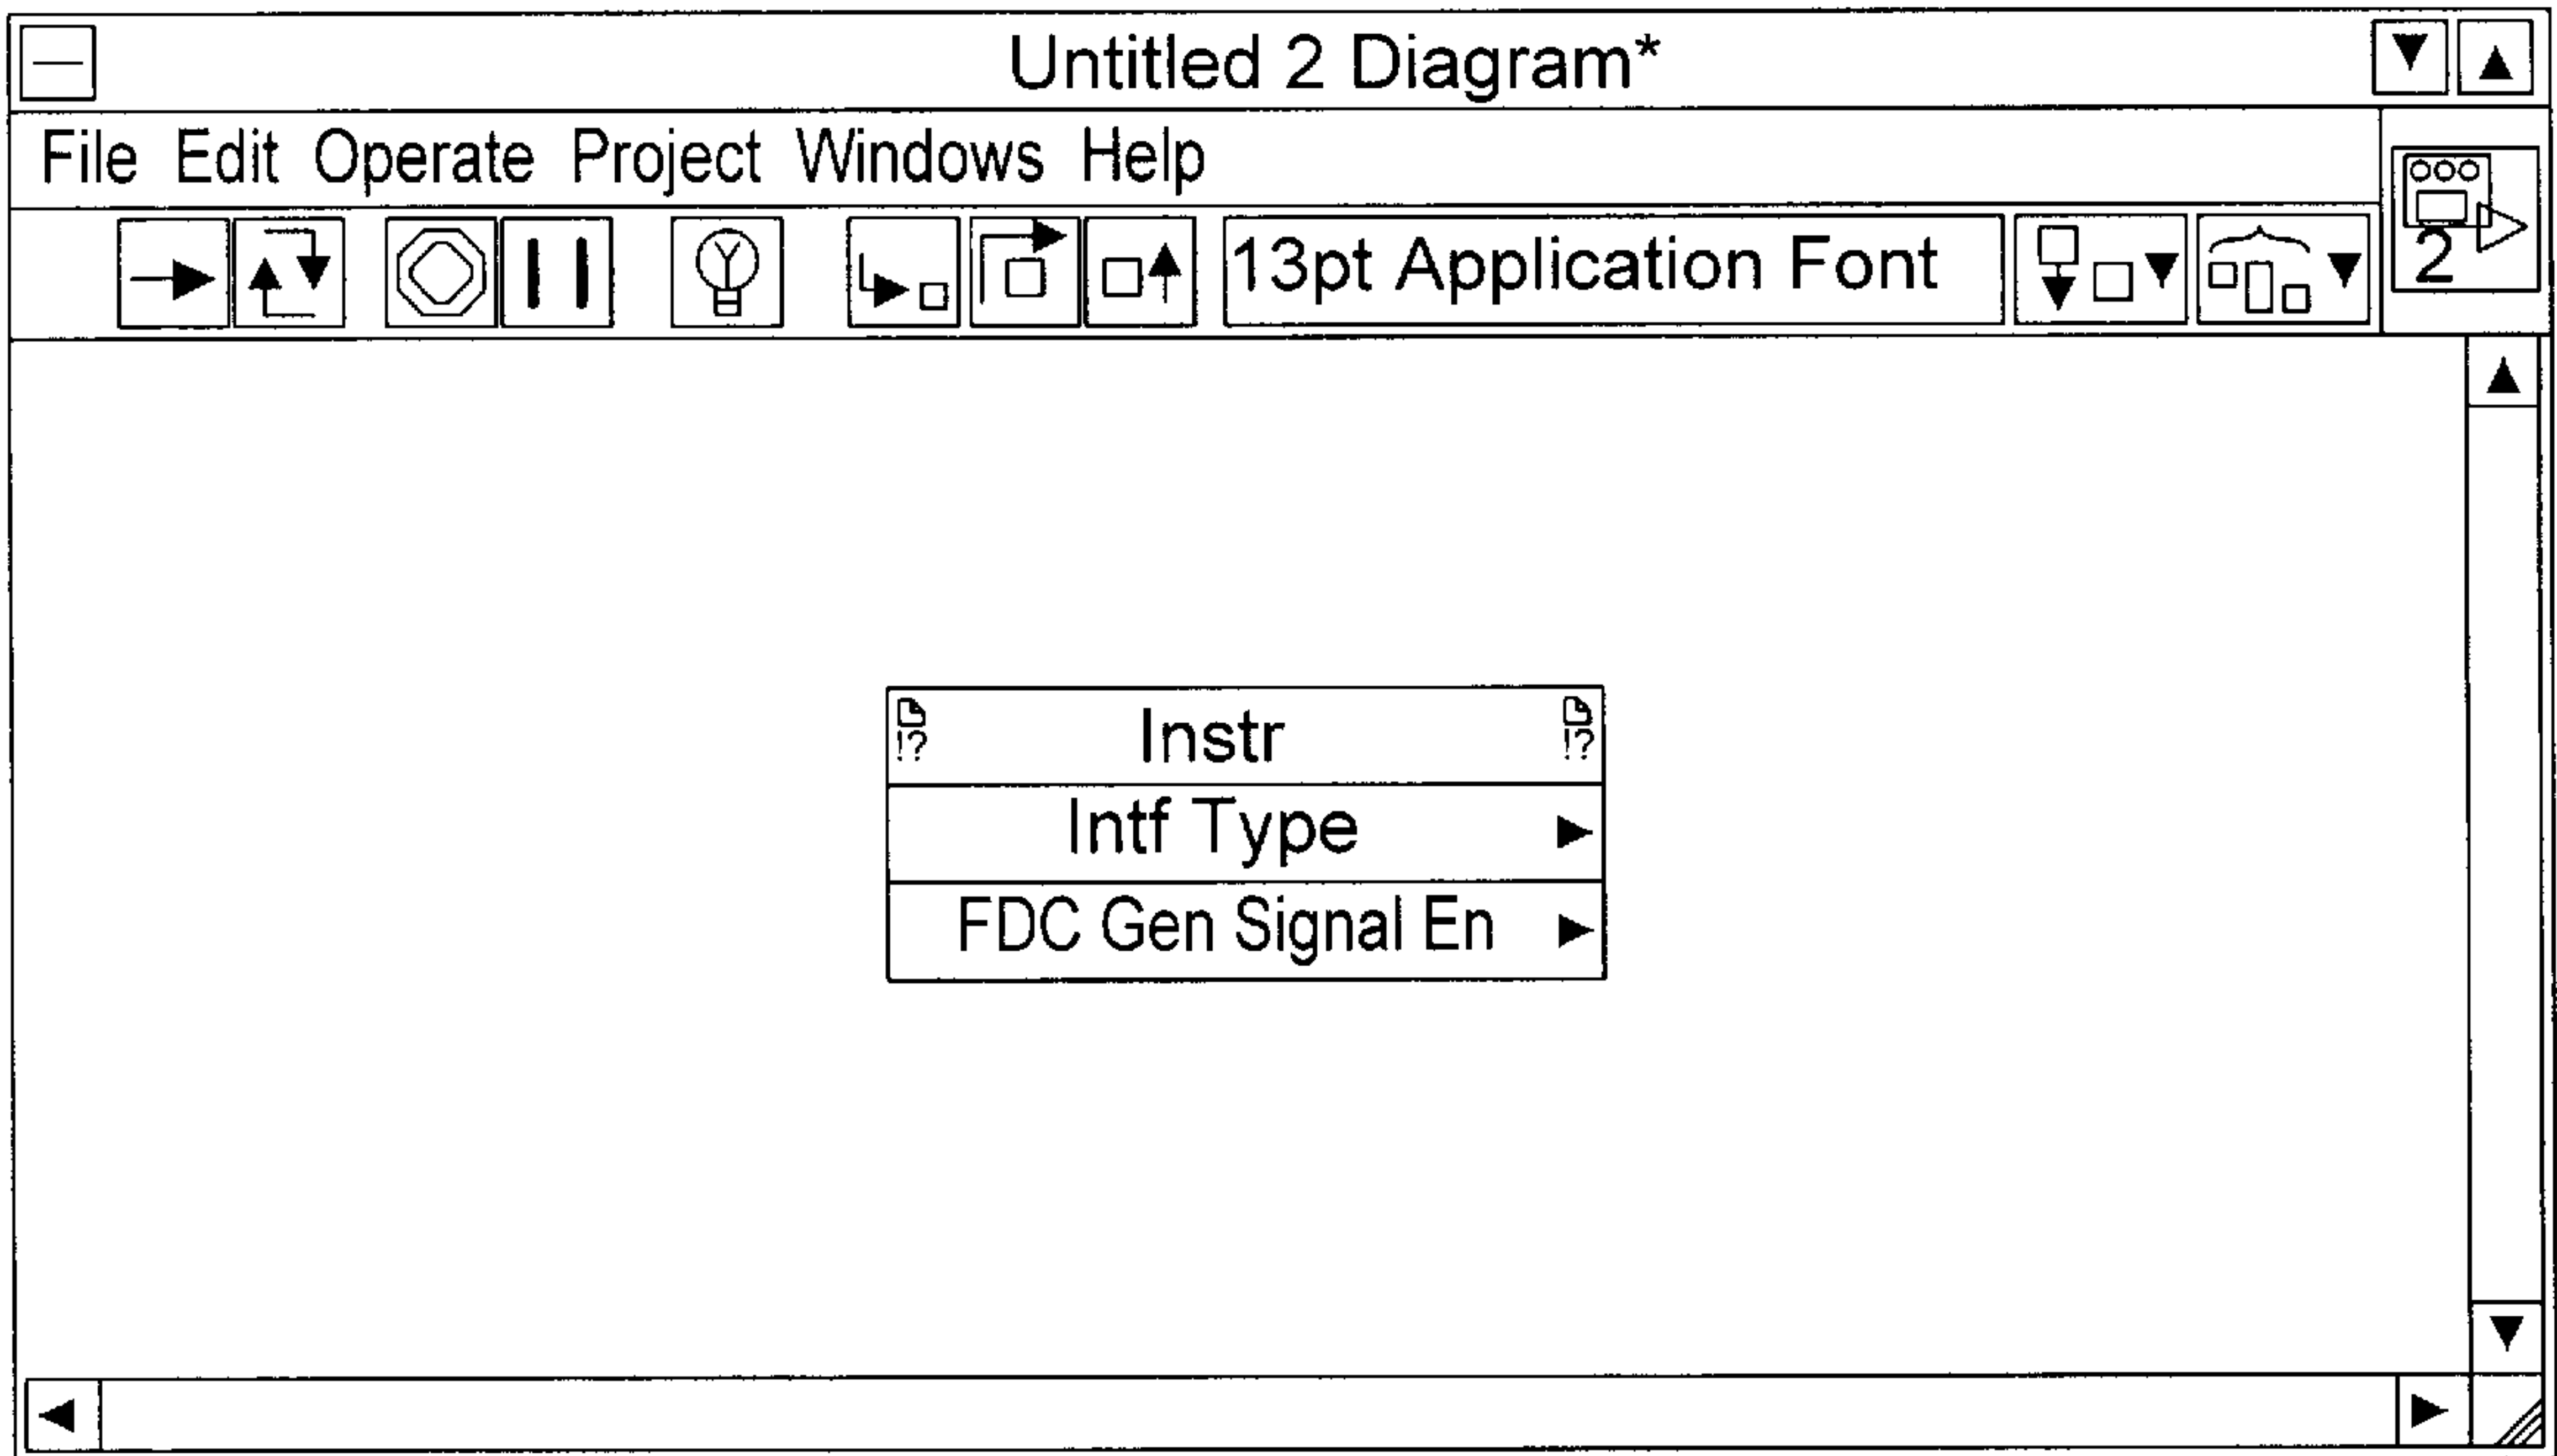 Untitled 2 Diagram*
File Edit Operate Project Windows Help
13pt Application Font
2
!? Instr !?
Intf Type
FDC Gen Signal En